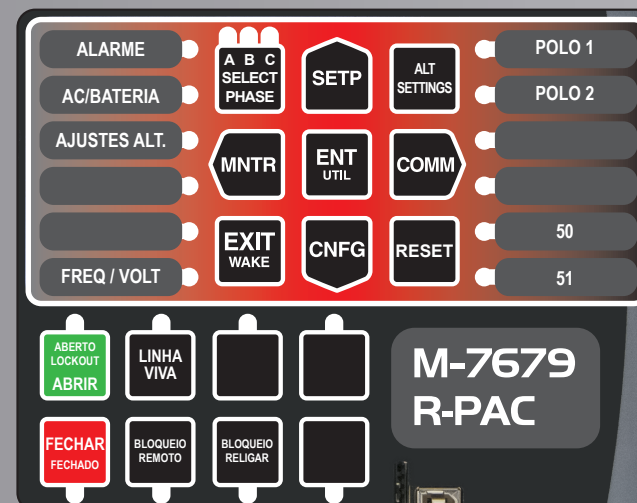 ALARME
AC/BATERIA
AJUSTES ALT.
FREQ / VOLT
A B C
SELECT
PHASE
SETP
ALT
SETTINGS
MNTR
ENT
UTIL
COMM
EXIT
WAKE
CNFG
RESET
POLO 1
POLO 2
50
51
ABERTO
LOCKOUT
ABRIR
LINHA
VIVA
FECHAR
FECHADO
BLOQUEIO
REMOTO
BLOQUEIO
RELIGAR
M-7679
R-PAC